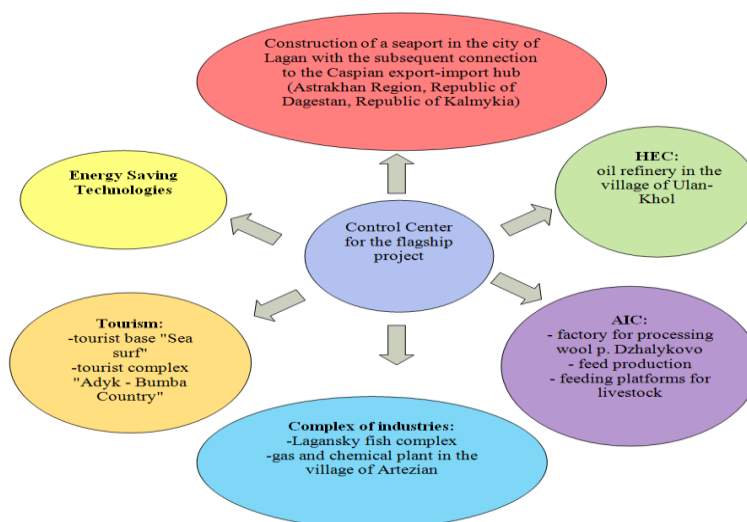 Construction of a seaport in the city of
Lagan with the subsequent connection
to the Caspian export-import hub
(Astrakhan Region, Republic of
Dagestan, Republic of Kalmykia)
Energy Saving
Technologies
HEC:
oil refinery in the
village of Ulan-
Khol
Control Center
for the flagship
project
Tourism:
-tourist base "Sea
surf"
-tourist complex
"Adyk - Bumba
Country"
AIC:
- factory for processing
wool p. Dzhalykovo
- feed production
- feeding platforms for
livestock
Complex of industries:
-Lagansky fish complex
-gas and chemical plant in the
village of Artezian